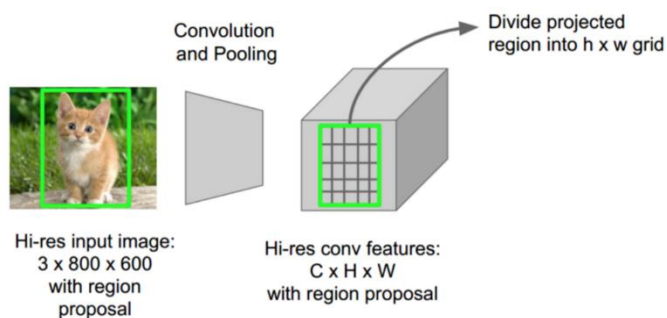 Convolution
and Pooling
Divide projected
region into h x w grid
Hi-res input image:
3 x 800 x 600
with region
proposal
Hi-res conv features:
C x H x W
with region proposal